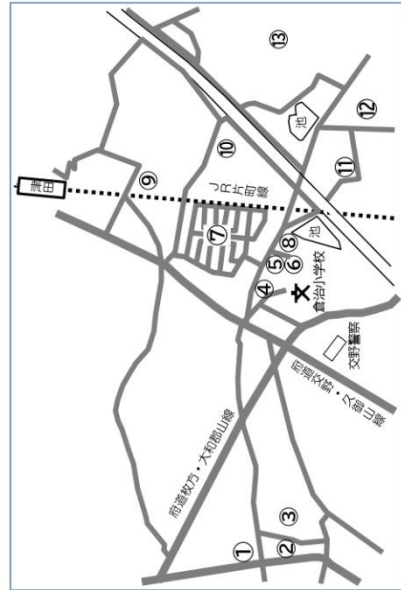 津田
⑬
⑨
⑩
池
⑫
JR片町線
⑪
⑦
⑧
池
⑤
⑥
④
倉治小学校
交野警察
府道交野・久御山線
府道枚方・大和郡山線
③
①
②